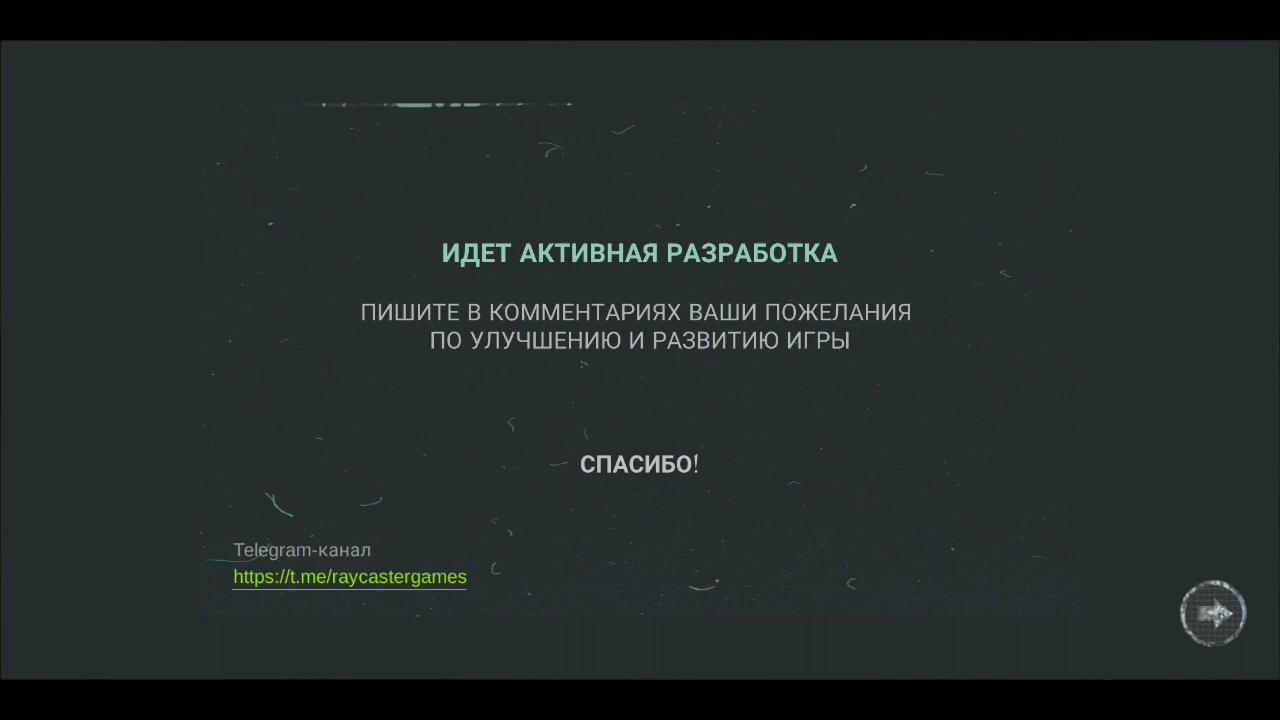 ИДЕТ АКТИВНАЯ РАЗРАБОТКА
ПИШИТЕ В КОММЕНТАРИЯХ ВАШИ ПОЖЕЛАНИЯ
ПО УЛУЧШЕНИЮ И РАЗВИТИЮ ИГРЫ
СПАСИБО!
Telegram-канал
https://t.me/raycastergames